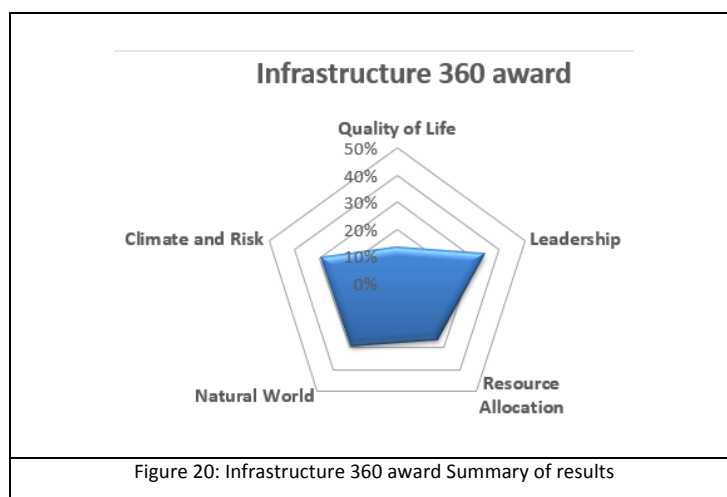 Infrastructure 360 award
Quality of Life
50%
40%
30%
20%
10%
0%
Climate and Risk
Leadership
Natural World
Resource
Allocation
Figure 20: Infrastructure 360 award Summary of results